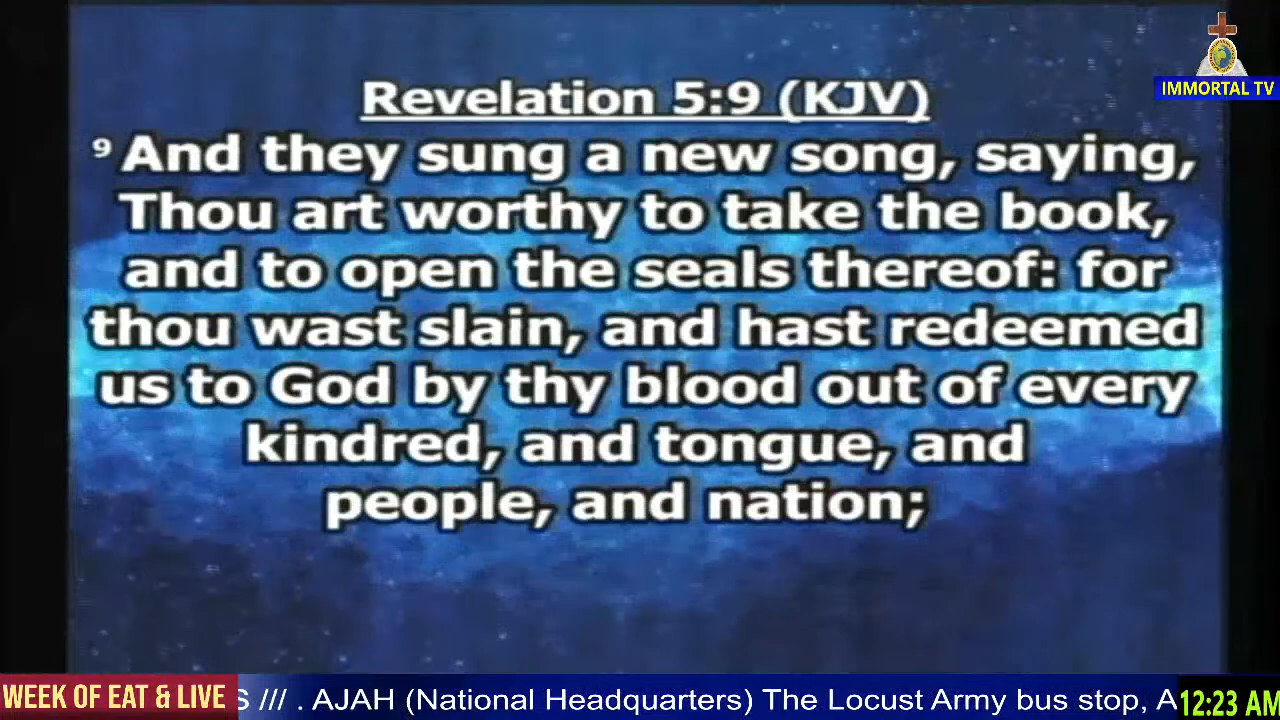 IMMORTAL TV
Revelation 5:9 (KJV)
9 And they sung a new song, saying,
Thou art worthy to take the book,
and to open the seals thereof: for
thou wast slain, and hast redeemed
us to God by thy blood out of every
kindred, and tongue, and
people, and nation;
WEEK OF EAT & LIVE S /// . AJAH (National Headquarters) The Locust Army bus stop, A 12:23 AM